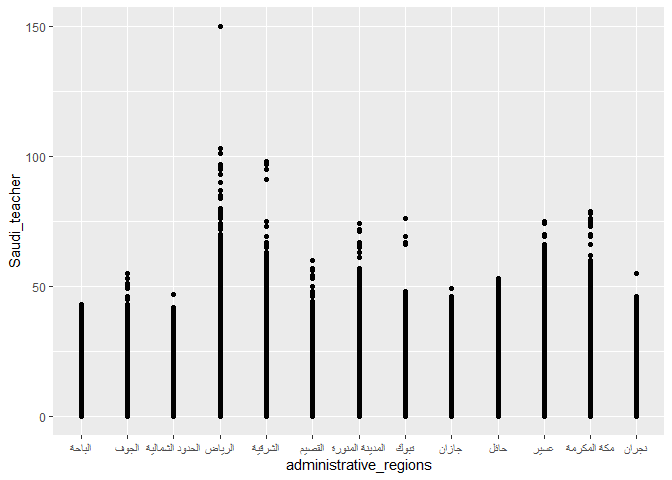 150
100
50
0
Saudi_teacher
الباحة الجوف الحدود الشمالية الرياض الشرقية القصيم المدينة المنورة تبوك جازان حائل عسير مكة المكرمة نجران
administrative_regions